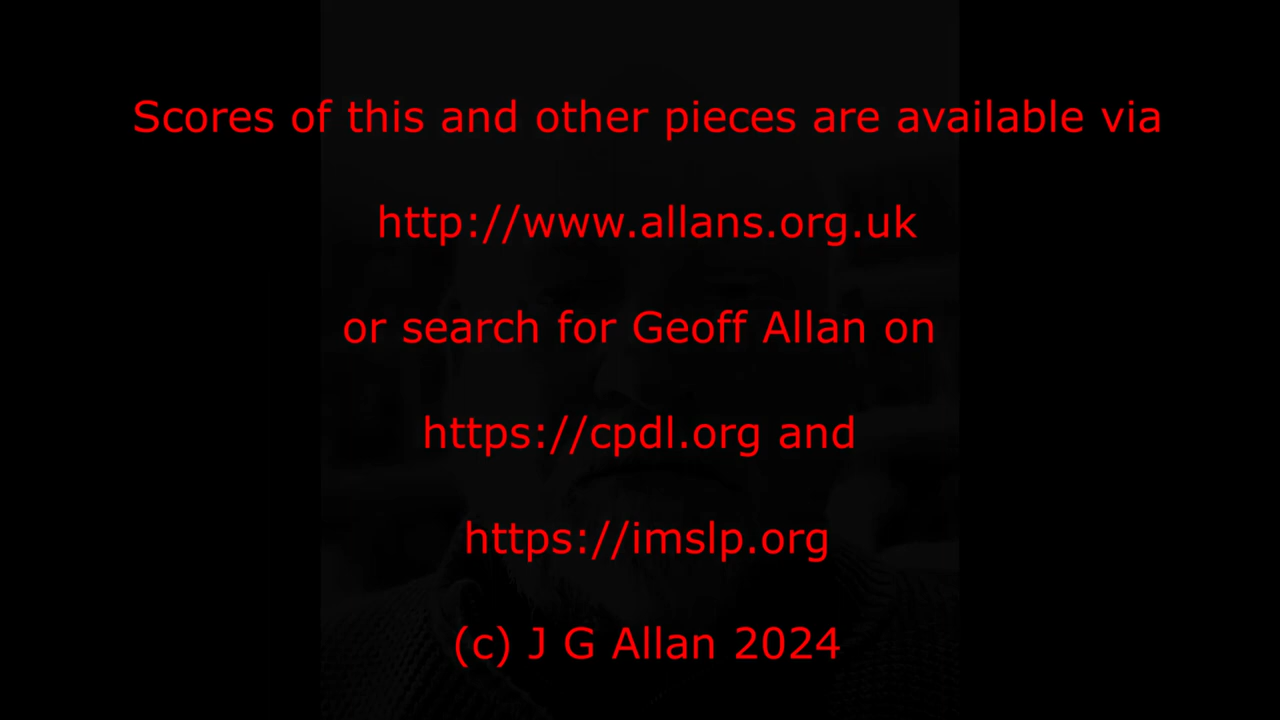 Scores of this and other pieces are available via
http://www.allans.org.uk
or search for Geoff Allan on
https://cpdl.org and
https://imslp.org
(c) J G Allan 2024